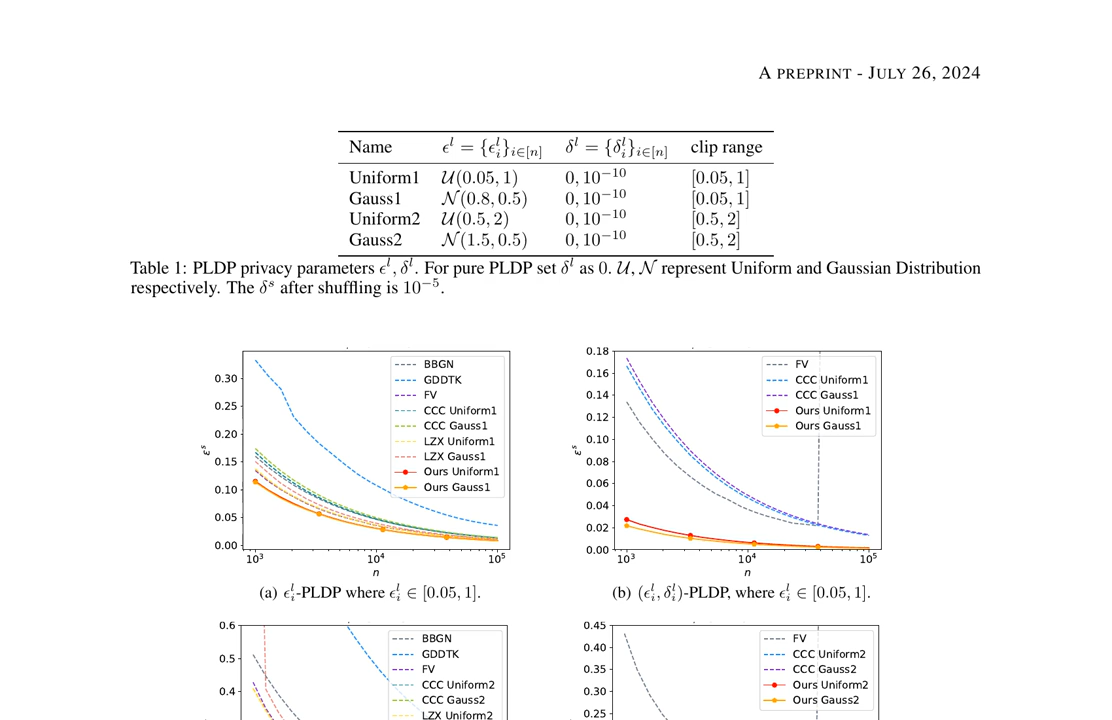 A PREPRINT - JULY 26, 2024
Name ϵ^l = {ϵ_i^l}_{i∈[n]} δ^l = {δ_i^l}_{i∈[n]} clip range
Uniform1 𝒰(0.05, 1) 0, 10^{−10} [0.05, 1]
Gauss1 𝒩(0.8, 0.5) 0, 10^{−10} [0.05, 1]
Uniform2 𝒰(0.5, 2) 0, 10^{−10} [0.5, 2]
Gauss2 𝒩(1.5, 0.5) 0, 10^{−10} [0.5, 2]
Table 1: PLDP privacy parameters ϵ^l, δ^l. For pure PLDP set δ^l as 0. 𝒰, 𝒩 represent Uniform and Gaussian Distribution
respectively. The δ^s after shuffling is 10^{−5}.
0.30
0.25
0.20
0.15
0.10
0.05
0.00
ϵ^s
BBGN
GDDTK
FV
CCC Uniform1
CCC Gauss1
LZX Uniform1
LZX Gauss1
Ours Uniform1
Ours Gauss1
10^3 10^4 10^5
n
(a) ϵ_i^l-PLDP where ϵ_i^l ∈ [0.05, 1].
0.18
0.16
0.14
0.12
0.10
0.08
0.06
0.04
0.02
0.00
ϵ^s
FV
CCC Uniform1
CCC Gauss1
Ours Uniform1
Ours Gauss1
10^3 10^4 10^5
n
(b) (ϵ_i^l, δ_i^l)-PLDP, where ϵ_i^l ∈ [0.05, 1].
0.6
0.5
0.4
BBGN
GDDTK
FV
CCC Uniform2
CCC Gauss2
LZX Uniform2
0.45
0.40
0.35
0.30
0.25
FV
CCC Uniform2
CCC Gauss2
Ours Uniform2
Ours Gauss2